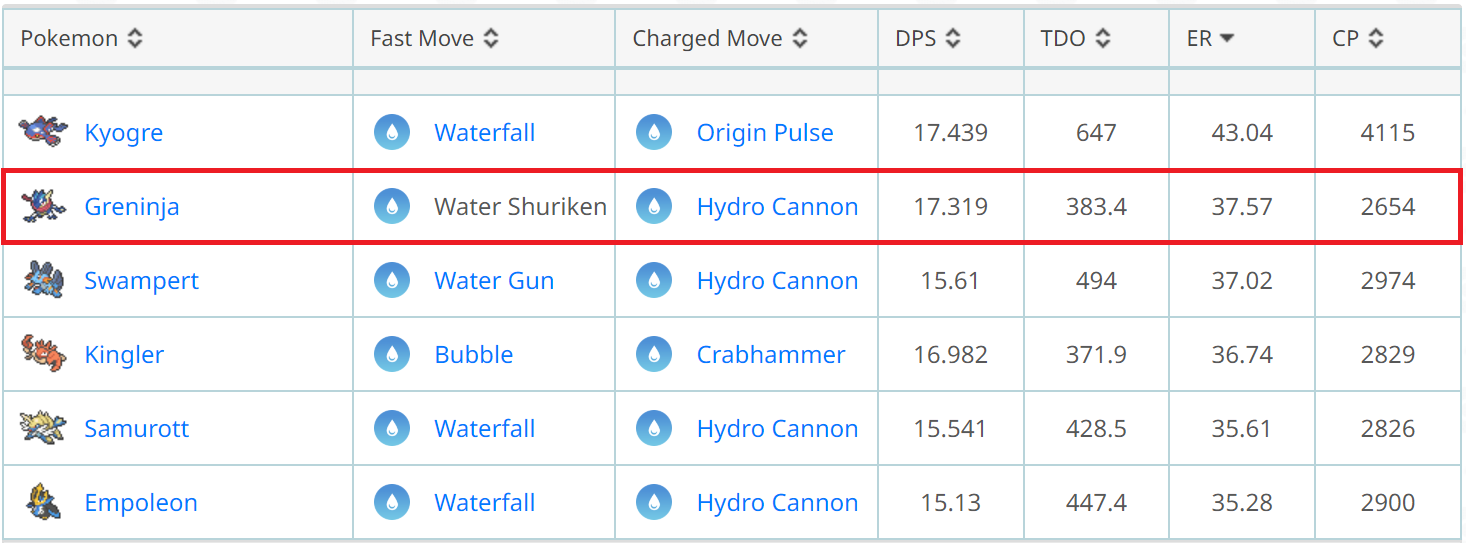 Pokemon Fast Move Charged Move DPS TDO ER CP
Kyogre Waterfall Origin Pulse 17.439 647 43.04 4115
Greninja Water Shuriken Hydro Cannon 17.319 383.4 37.57 2654
Swampert Water Gun Hydro Cannon 15.61 494 37.02 2974
Kingler Bubble Crabhammer 16.982 371.9 36.74 2829
Samurott Waterfall Hydro Cannon 15.541 428.5 35.61 2826
Empoleon Waterfall Hydro Cannon 15.13 447.4 35.28 2900